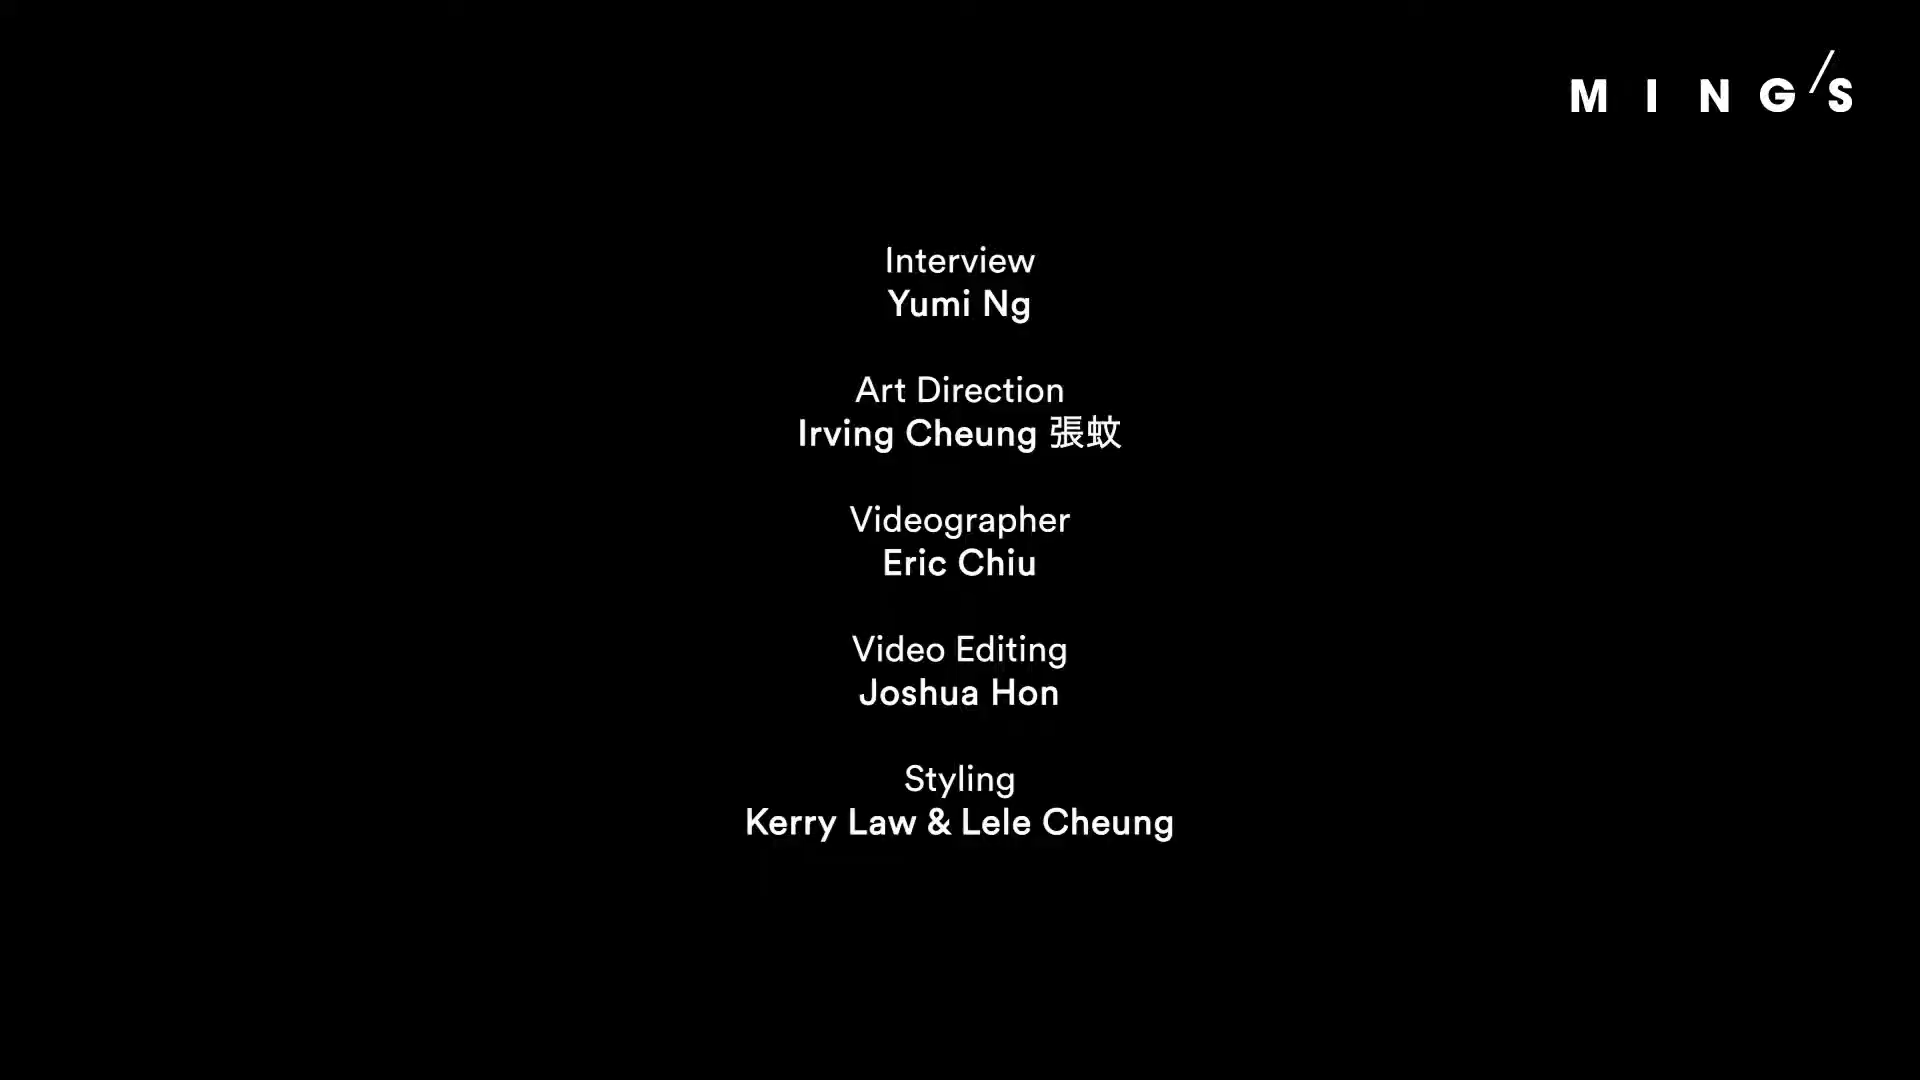 MING'S
Interview
Yumi Ng
Art Direction
Irving Cheung 張蚊
Videographer
Eric Chiu
Video Editing
Joshua Hon
Styling
Kerry Law & Lele Cheung